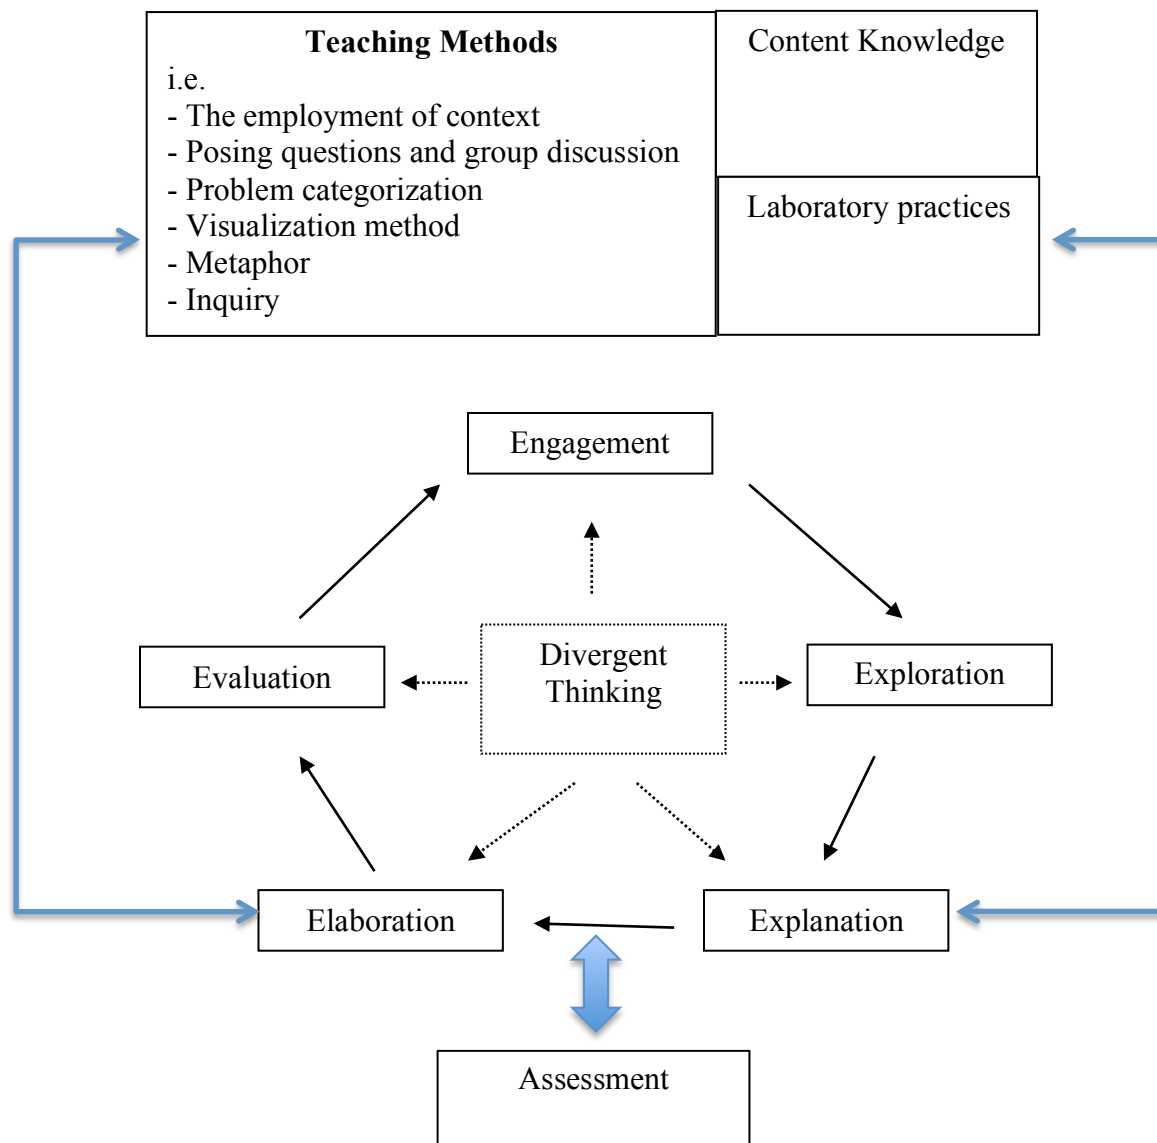 Teaching Methods
i.e.
- The employment of context
- Posing questions and group discussion
- Problem categorization
- Visualization method
- Metaphor
- Inquiry
Content Knowledge
Laboratory practices
Engagement
Evaluation
Divergent
Thinking
Exploration
Elaboration
Explanation
Assessment